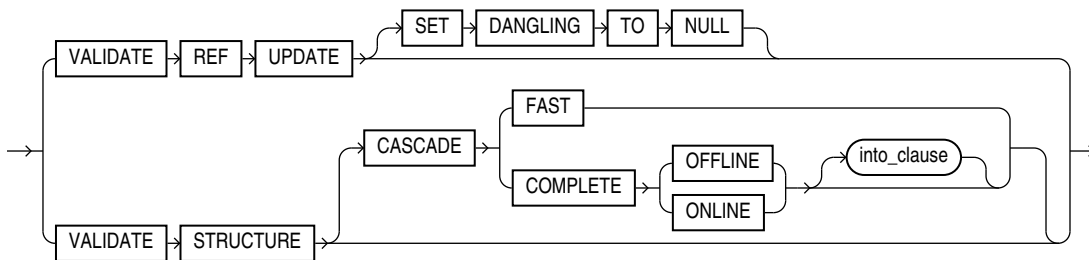 SET DANGLING TO NULL
VALIDATE REF UPDATE
FAST
CASCADE
OFFLINE into_clause
COMPLETE
ONLINE
VALIDATE STRUCTURE